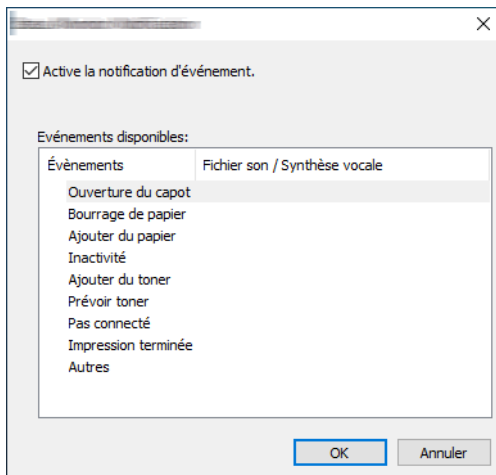 Active la notification d'événement.
Evénements disponibles:
Évènements Fichier son / Synthèse vocale
Ouverture du capot
Bourrage de papier
Ajouter du papier
Inactivité
Ajouter du toner
Prévoir toner
Pas connecté
Impression terminée
Autres
OK Annuler